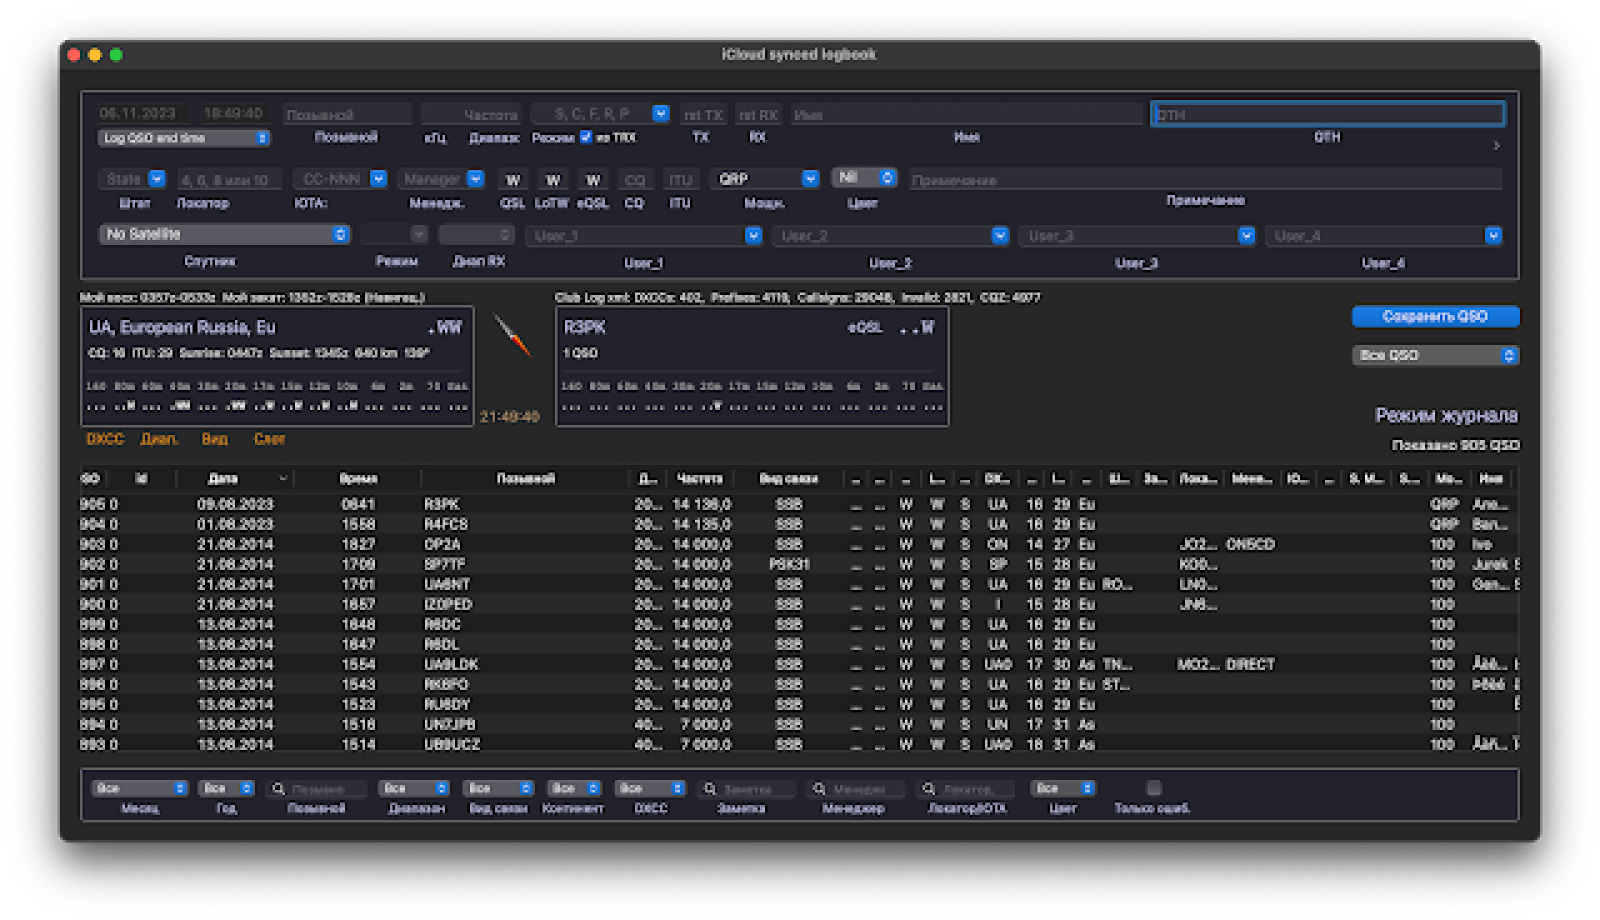 iCloud synced logbook
06.11.2023 18:49:40 Позывной Частота S, C, F, R, P rst TX rst RX Имя QTH
Log QSO end time Позывной кГц Диапазон Режим из TRX TX RX Имя QTH
State 4, 6, 8 или 10 CC-NNN Manager W W W CQ ITU QRP Nil Примечание
Штат Локатор IOTA: Менедж. QSL LoTW eQSL CQ ITU Мощн. Цвет Примечание
No Satellite User_1 User_2 User_3 User_4
Спутник Режим Диап RX User_1 User_2 User_3 User_4
Мой восх: 0357z-0533z Мой закат: 1352z-1528z
Club Log xml: DXCCs: 402, Prefixes: 4119, Callsigns: 29048, Invalid: 3821, CQZ: 4977
UA, European Russia, Eu .WW
CQ: 16 ITU: 29 Sunrise: 0447z Sunset: 1345z 640 km
160 80m 60m 40m 30m 20m 17m 15m 12m 10m 6m 2m 70
R3PK eQSL ..W
1 QSO
160 80m 60m 40m 30m 20m 17m 15m 12m 10m 6m 2m 70
21:49:40
Сохранить QSO
Все QSO
Режим журнала
Показано 905 QSO
DXCC Диап. Вид Слот
SO Id Дата Время Позывной Д... Частота Вид связи ... ... ... L... ... DX... ... I... ... Ш... За... Лока... Мене... Ю... ... S. M... S... Mo... Имя
905 0 09.08.2023 0641 R3PK 20... 14 136,0 SSB ... ... W W S UA 16 29 Eu QRP Але...
904 0 01.08.2023 1558 R4FCS 20... 14 135,0 SSB ... ... W W S UA 16 29 Eu QRP Вал...
903 0 21.08.2014 1827 OP2A 20... 14 000,0 SSB ... ... W W S ON 14 27 Eu JO2... ON5CD 100 Ivo
902 0 21.08.2014 1709 SP7TF 20... 14 000,0 PSK31 ... ... W W S SP 15 28 Eu KO0... 100 Jurek
901 0 21.08.2014 1701 UA6NT 20... 14 000,0 SSB ... ... W W S UA 16 29 Eu RO... LN0... 100 Gen...
900 0 21.08.2014 1657 IZ0PED 20... 14 000,0 SSB ... ... W W S I 15 28 Eu JN6... 100
899 0 13.08.2014 1648 R6DC 20... 14 000,0 SSB ... ... W W S UA 16 29 Eu 100
898 0 13.08.2014 1647 R6DL 20... 14 000,0 SSB ... ... W W S UA 16 29 Eu 100
897 0 13.08.2014 1554 UA9LDK 20... 14 000,0 SSB ... ... W W S UA0 17 30 As TN... MO2... DIRECT 100
896 0 13.08.2014 1543 RK6FO 20... 14 000,0 SSB ... ... W W S UA 16 29 Eu ST... 100
895 0 13.08.2014 1523 RU6DY 20... 14 000,0 SSB ... ... W W S UA 16 29 Eu 100
894 0 13.08.2014 1516 UN7JPB 40... 7 000,0 SSB ... ... W W S UN 17 31 As 100
893 0 13.08.2014 1514 UB9UCZ 40... 7 000,0 SSB ... ... W W S UA0 18 31 As 100
Все Все Позывно Все Все Все Все Заметка Менеджер Локатор, Все
Месяц Год Позывной Диапазон Вид связи Континент DXCC Заметка Менеджер Локатор/IOTA Цвет Только ошиб.